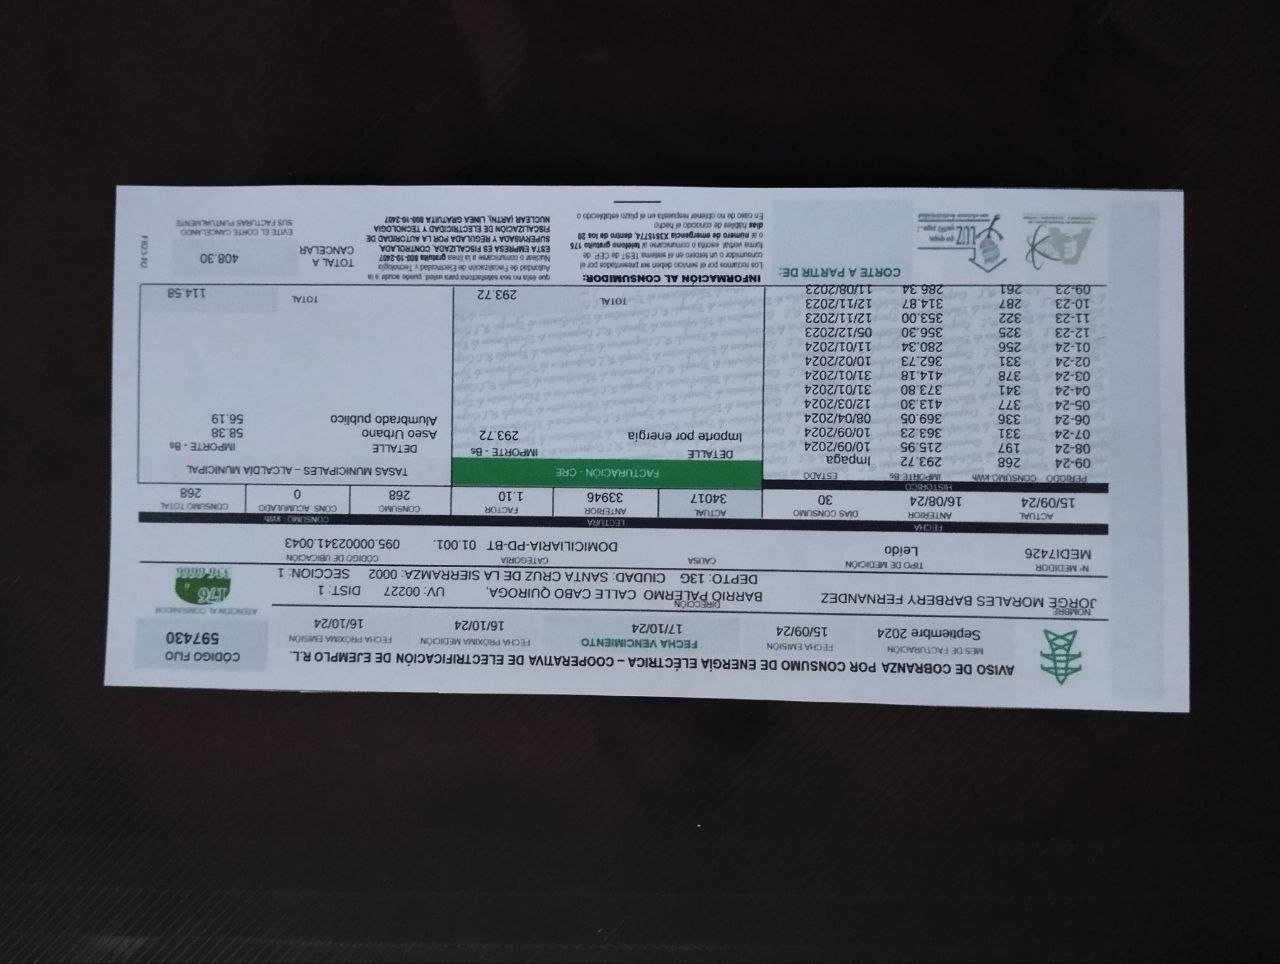 AVISO DE COBRANZA POR CONSUMO DE ENERGÍA ELÉCTRICA – COOPERATIVA DE ELECTRIFICACIÓN DE EJEMPLO R.L.
CÓDIGO FIJO
597430
MES DE FACTURACIÓN
Septiembre 2024
FECHA EMISIÓN
15/09/24
FECHA VENCIMIENTO
17/10/24
FECHA PRÓXIMA MEDICIÓN
16/10/24
FECHA PRÓXIMA EMISIÓN
16/10/24
ATENCIÓN AL CONSUMIDOR
176
NOMBRE
JORGE MORALES BARBERY FERNANDEZ
DIRECCIÓN
BARRIO PALERMO CALLE CABO QUIROGA, UV: 00227 DIST: 1
DEPTO: 13G CIUDAD: SANTA CRUZ DE LA SIERRAMZA: 0002 SECCION: 1
Nº MEDIDOR
MEDI7426
TIPO DE MEDICIÓN
Leído
CAUSA
CATEGORÍA
DOMICILIARIA-PD-BT 01.001.
CÓDIGO DE UBICACIÓN
095.00002341.0043
FECHA
LECTURA
CONSUMO - kWh
ACTUAL
15/09/24
ANTERIOR
16/08/24
DÍAS CONSUMO
30
ACTUAL
34017
ANTERIOR
33946
FACTOR
1.10
CONSUMO
268
CONS ACUMULADO
0
CONSUMO TOTAL
268
HISTÓRICO
PERIODO CONSUMO-kWh IMPORTE-Bs ESTADO
09-24 268 293.72 Impaga
08-24 197 215.95 10/09/2024
07-24 331 363.23 10/09/2024
06-24 336 369.05 08/04/2024
05-24 377 413.30 12/03/2024
04-24 341 373.80 31/01/2024
03-24 378 414.18 31/01/2024
02-24 331 362.73 10/02/2024
01-24 256 280.34 11/01/2024
12-23 325 356.30 05/12/2023
11-23 322 353.00 12/11/2023
10-23 287 314.87 12/11/2023
09-23 261 286.34 11/08/2023
FACTURACIÓN - CRE
DETALLE IMPORTE - Bs
Importe por energía 293.72
TOTAL 293.72
TASAS MUNICIPALES – ALCALDIA MUNICIPAL
DETALLE IMPORTE - Bs
Aseo Urbano 58.38
Alumbrado publico 56.19
TOTAL 114.58
CORTE A PARTIR DE:
INFORMACIÓN AL CONSUMIDOR:
Los reclamos por el servicio deben ser presentados por el
consumidor o un tercero en el sistema TEST de CEP de
forma verbal, escrita o comunicarse al teléfono gratuito 175
o al número de emergencia X3915774, dentro de los 20
días hábiles de conocido el hecho
En caso de no obtener respuesta en el plazo establecido o
que ésta no sea satisfactoria para usted, puede acudir a la
Autoridad de Fiscalización de Electricidad y Tecnología
Nuclear o comunicarse a la línea gratuita 800-10-2407
ESTA EMPRESA ES FISCALIZADA, CONTROLADA,
SUPERVISADA Y REGULADA POR LA AUTORIDAD DE
FISCALIZACIÓN DE ELECTRICIDAD Y TECNOLOGIA
NUCLEAR (ARTN), LINEA GRATUITA 800-10-2407
TOTAL A
CANCELAR
408.30
EVITE EL CORTE CANCELANDO
SUS FACTURAS PUNTUALMENTE